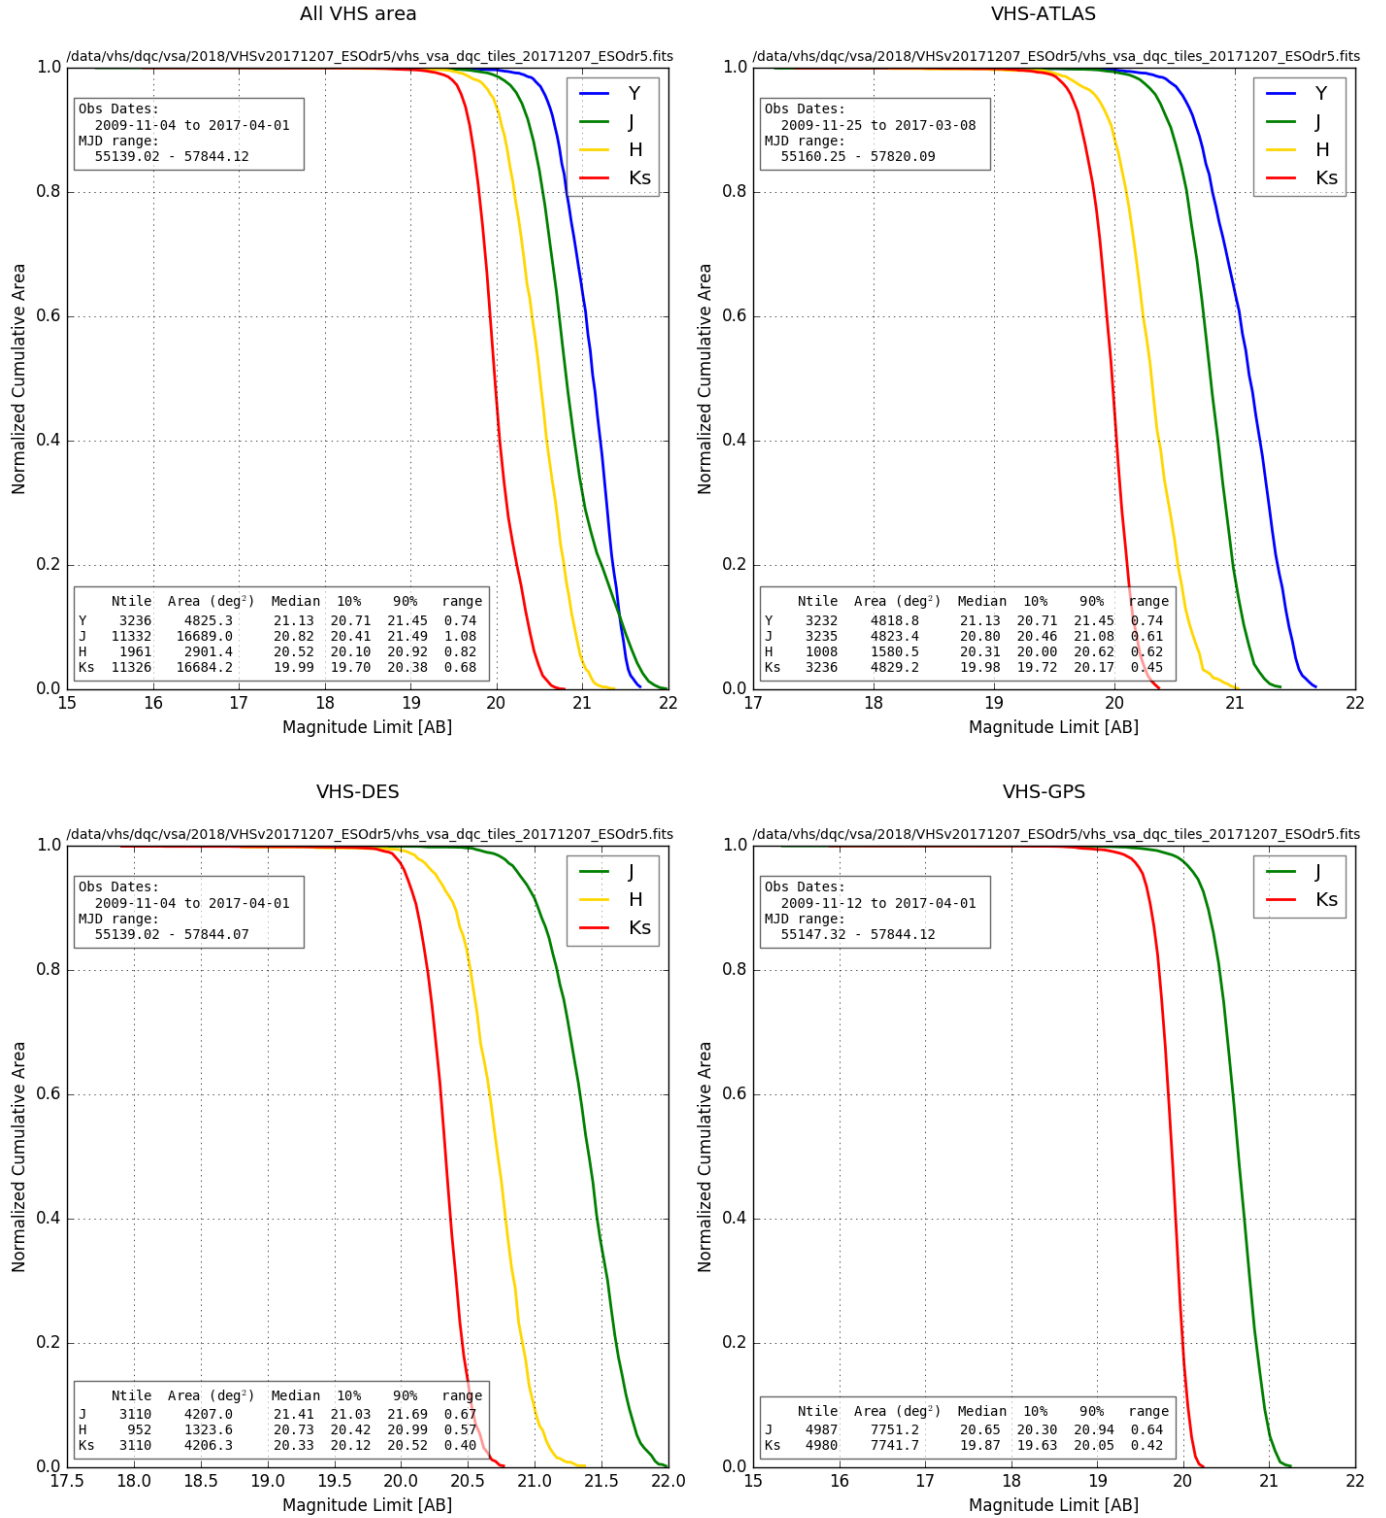 All VHS area
/data/vhs/dqc/vsa/2018/VHSv20171207_ESOdr5/vhs_vsa_dqc_tiles_20171207_ESOdr5.fits
Normalized Cumulative Area
1.0
0.8
0.6
0.4
0.2
0.0
Obs Dates:
2009-11-04 to 2017-04-01
MJD range:
55139.02 - 57844.12
Y
J
H
Ks
Ntile Area (deg²) Median 10% 90% range
Y 3236 4825.3 21.13 20.71 21.45 0.74
J 11332 16689.0 20.82 20.41 21.49 1.08
H 1961 2901.4 20.52 20.10 20.92 0.82
Ks 11326 16684.2 19.99 19.70 20.38 0.68
15 16 17 18 19 20 21 22
Magnitude Limit [AB]
VHS-ATLAS
/data/vhs/dqc/vsa/2018/VHSv20171207_ESOdr5/vhs_vsa_dqc_tiles_20171207_ESOdr5.fits
Normalized Cumulative Area
1.0
0.8
0.6
0.4
0.2
0.0
Obs Dates:
2009-11-25 to 2017-03-08
MJD range:
55160.25 - 57820.09
Y
J
H
Ks
Ntile Area (deg²) Median 10% 90% range
Y 3232 4818.8 21.13 20.71 21.45 0.74
J 3235 4823.4 20.80 20.46 21.08 0.61
H 1008 1580.5 20.31 20.00 20.62 0.62
Ks 3236 4829.2 19.98 19.72 20.17 0.45
17 18 19 20 21 22
Magnitude Limit [AB]
VHS-DES
/data/vhs/dqc/vsa/2018/VHSv20171207_ESOdr5/vhs_vsa_dqc_tiles_20171207_ESOdr5.fits
Normalized Cumulative Area
1.0
0.8
0.6
0.4
0.2
0.0
Obs Dates:
2009-11-04 to 2017-04-01
MJD range:
55139.02 - 57844.07
J
H
Ks
Ntile Area (deg²) Median 10% 90% range
J 3110 4207.0 21.41 21.03 21.69 0.67
H 952 1323.6 20.73 20.42 20.99 0.57
Ks 3110 4206.3 20.33 20.12 20.52 0.40
17.5 18.0 18.5 19.0 19.5 20.0 20.5 21.0 21.5 22.0
Magnitude Limit [AB]
VHS-GPS
/data/vhs/dqc/vsa/2018/VHSv20171207_ESOdr5/vhs_vsa_dqc_tiles_20171207_ESOdr5.fits
Normalized Cumulative Area
1.0
0.8
0.6
0.4
0.2
0.0
Obs Dates:
2009-11-12 to 2017-04-01
MJD range:
55147.32 - 57844.12
J
Ks
Ntile Area (deg²) Median 10% 90% range
J 4987 7751.2 20.65 20.30 20.94 0.64
Ks 4980 7741.7 19.87 19.63 20.05 0.42
15 16 17 18 19 20 21 22
Magnitude Limit [AB]